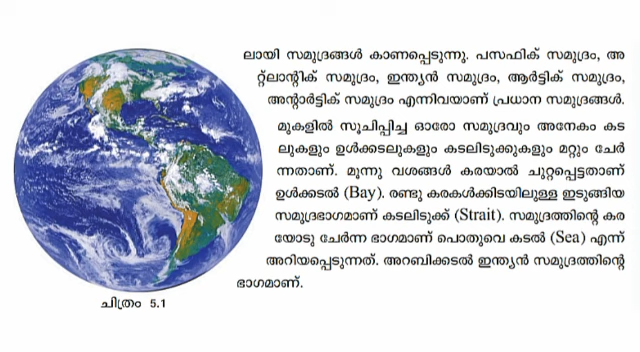 ലായി സമുദ്രങ്ങൾ കാണപ്പെടുന്നു. പസഫിക് സമുദ്രം, അ
റ്റ്ലാന്റിക് സമുദ്രം, ഇന്ത്യൻ സമുദ്രം, ആർട്ടിക് സമുദ്രം,
അന്റാർട്ടിക് സമുദ്രം എന്നിവയാണ് പ്രധാന സമുദ്രങ്ങൾ.
മുകളിൽ സൂചിപ്പിച്ച ഓരോ സമുദ്രവും അനേകം കട
ലുകളും ഉൾക്കടലുകളും കടലിടുക്കുകളും മറ്റും ചേർ
ന്നതാണ്. മൂന്നു വശങ്ങൾ കരയാൽ ചുറ്റപ്പെട്ടതാണ്
ഉൾക്കടൽ (Bay). രണ്ടു കരകൾക്കിടയിലുള്ള ഇടുങ്ങിയ
സമുദ്രഭാഗമാണ് കടലിടുക്ക് (Strait). സമുദ്രത്തിന്റെ കര
യോടു ചേർന്ന ഭാഗമാണ് പൊതുവെ കടൽ (Sea) എന്ന്
അറിയപ്പെടുന്നത്. അറബിക്കടൽ ഇന്ത്യൻ സമുദ്രത്തിന്റെ
ഭാഗമാണ്.
ചിത്രം 5.1